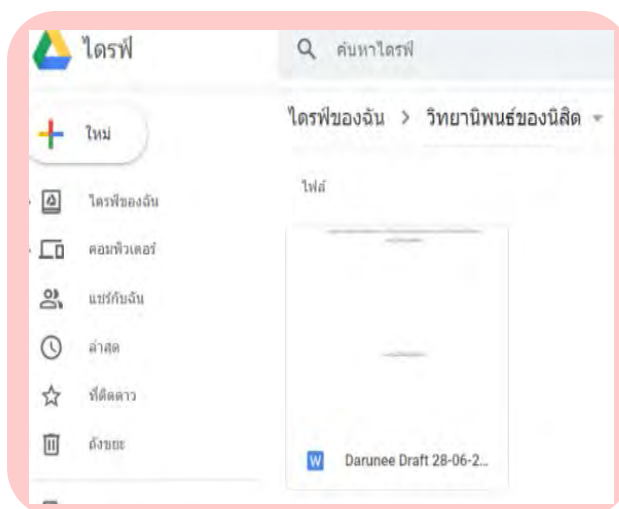 ไดรฟ์
ค้นหาไดรฟ์
ไดรฟ์ของฉัน > วิทยานิพนธ์ของนิสิต
ใหม่
ไฟล์
ไดรฟ์ของฉัน
คอมพิวเตอร์
แชร์กับฉัน
ล่าสุด
ที่ติดดาว
ถังขยะ
W Darunee Draft 28-06-2...